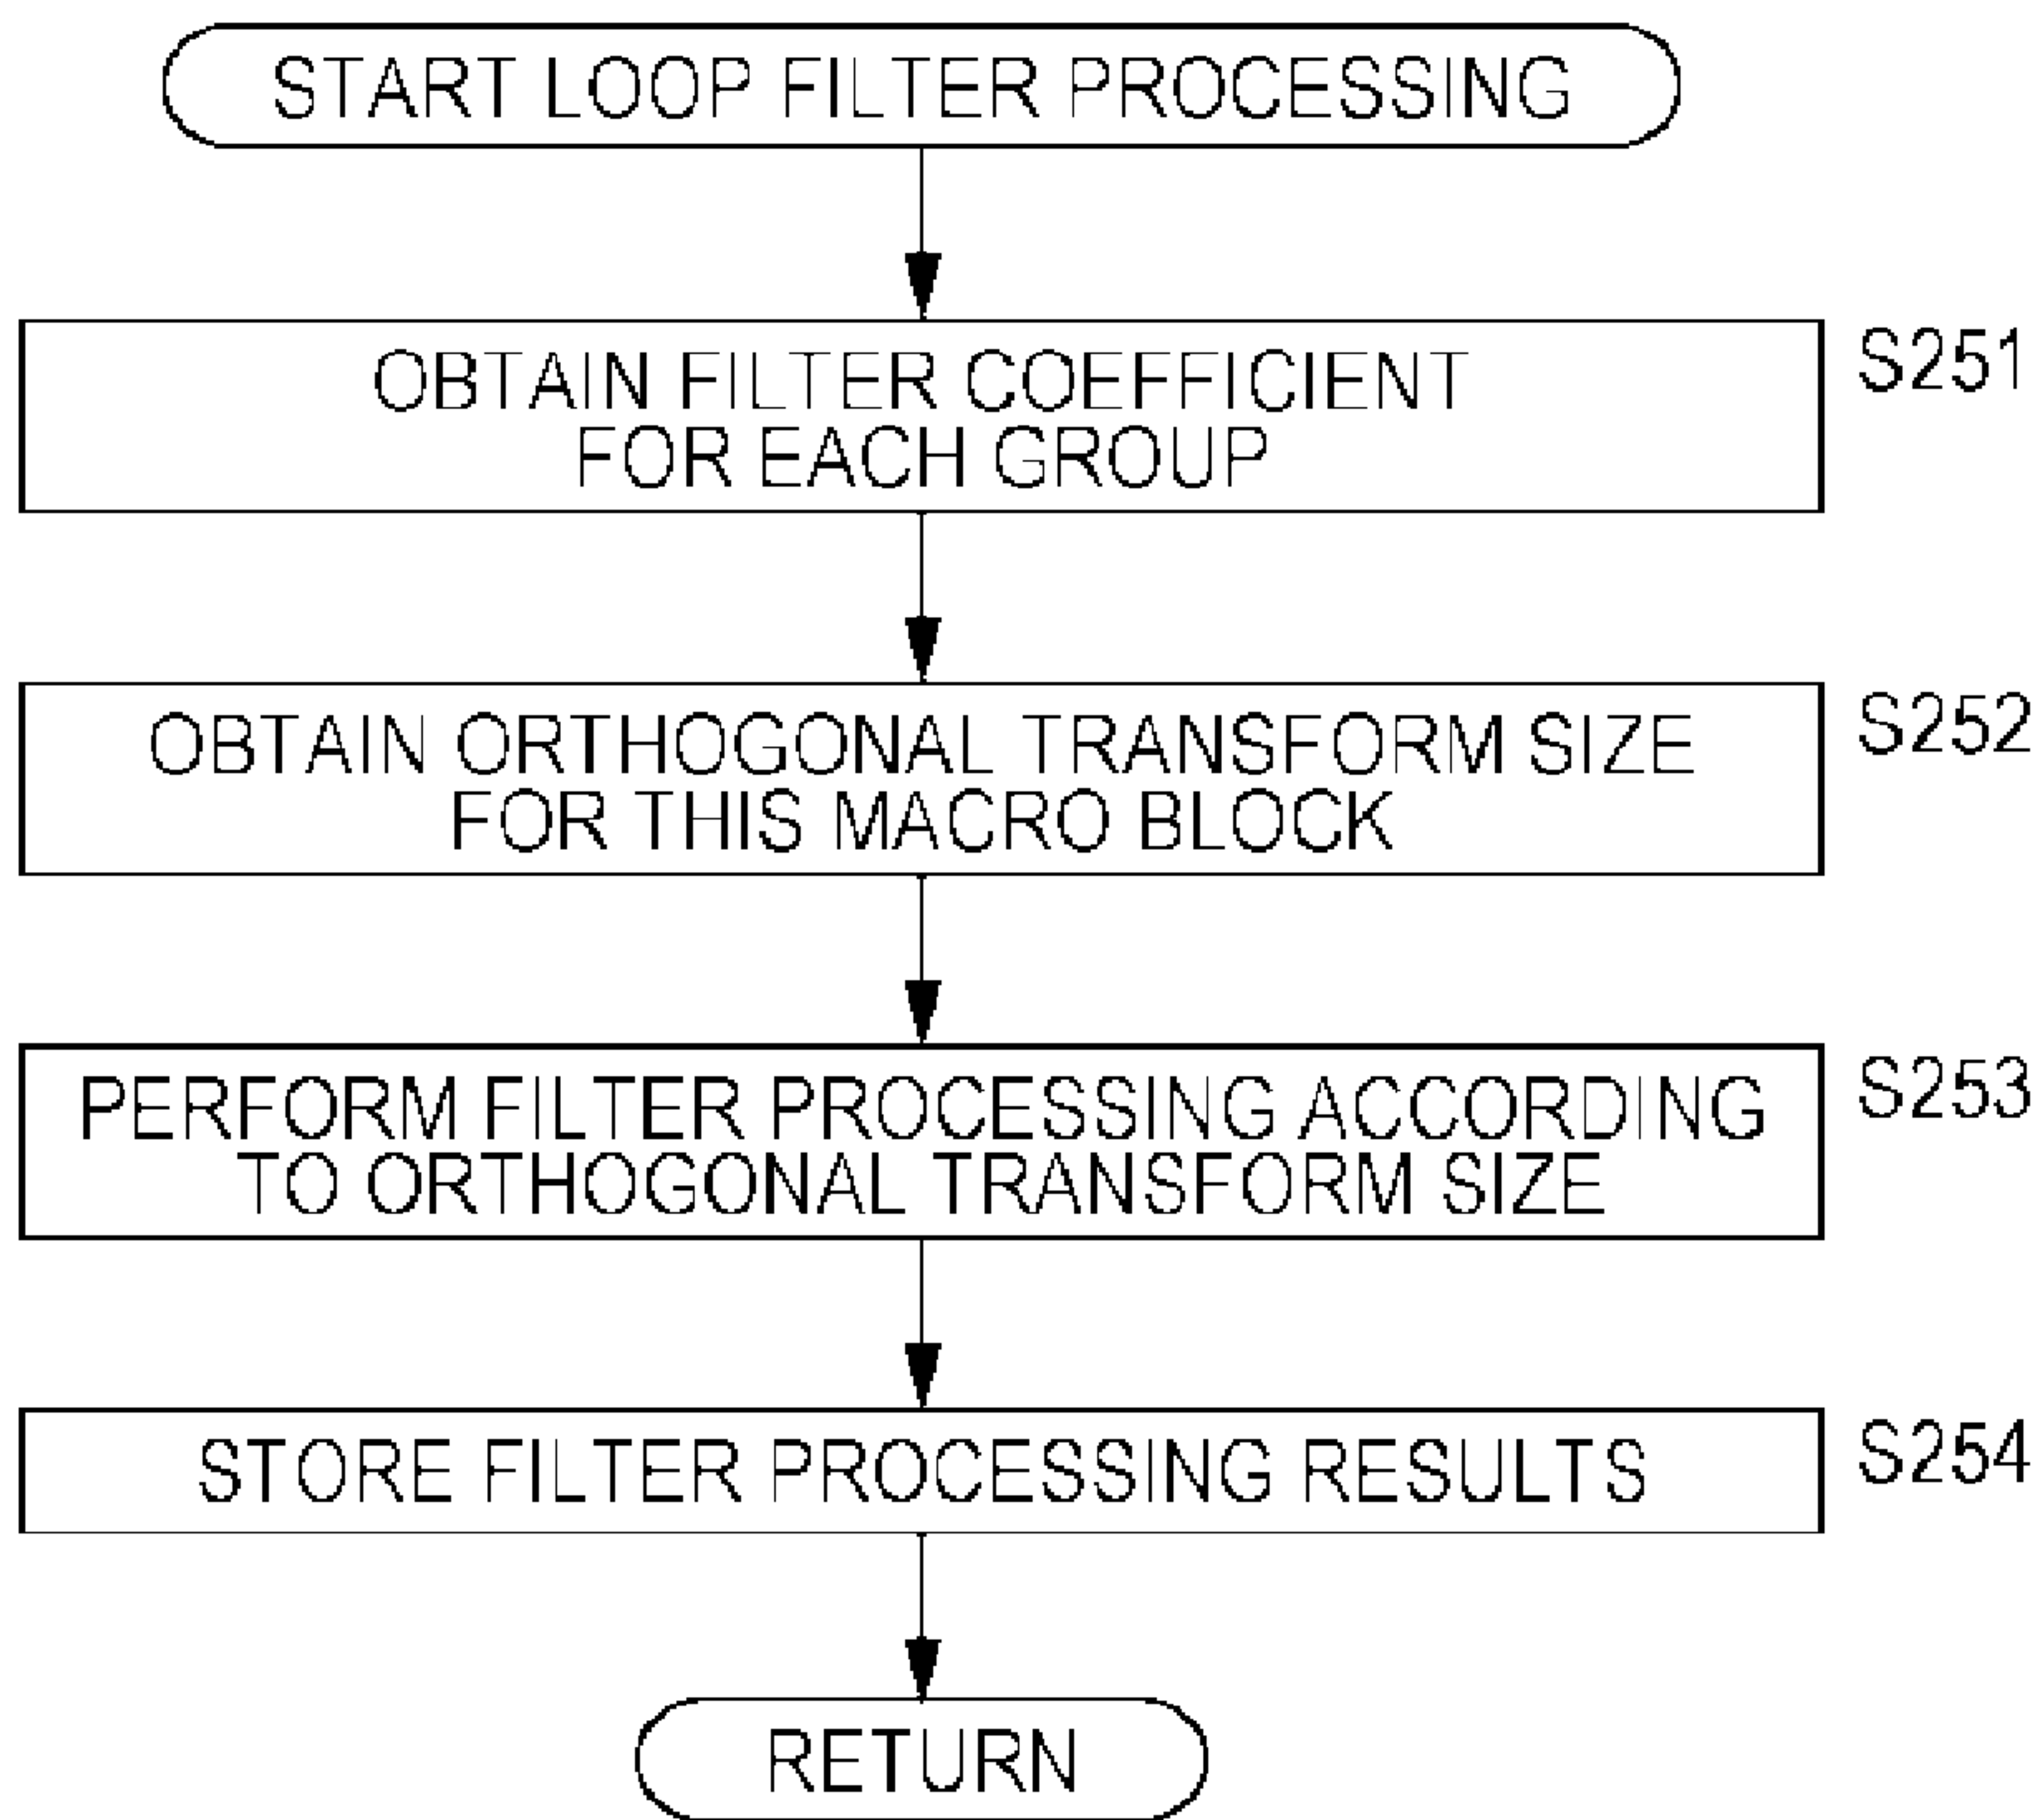 START LOOP FILTER PROCESSING
OBTAIN FILTER COEFFICIENT
FOR EACH GROUP
S251
OBTAIN ORTHOGONAL TRANSFORM SIZE
FOR THIS MACRO BLOCK
S252
PERFORM FILTER PROCESSING ACCORDING
TO ORTHOGONAL TRANSFORM SIZE
S253
STORE FILTER PROCESSING RESULTS
S254
RETURN